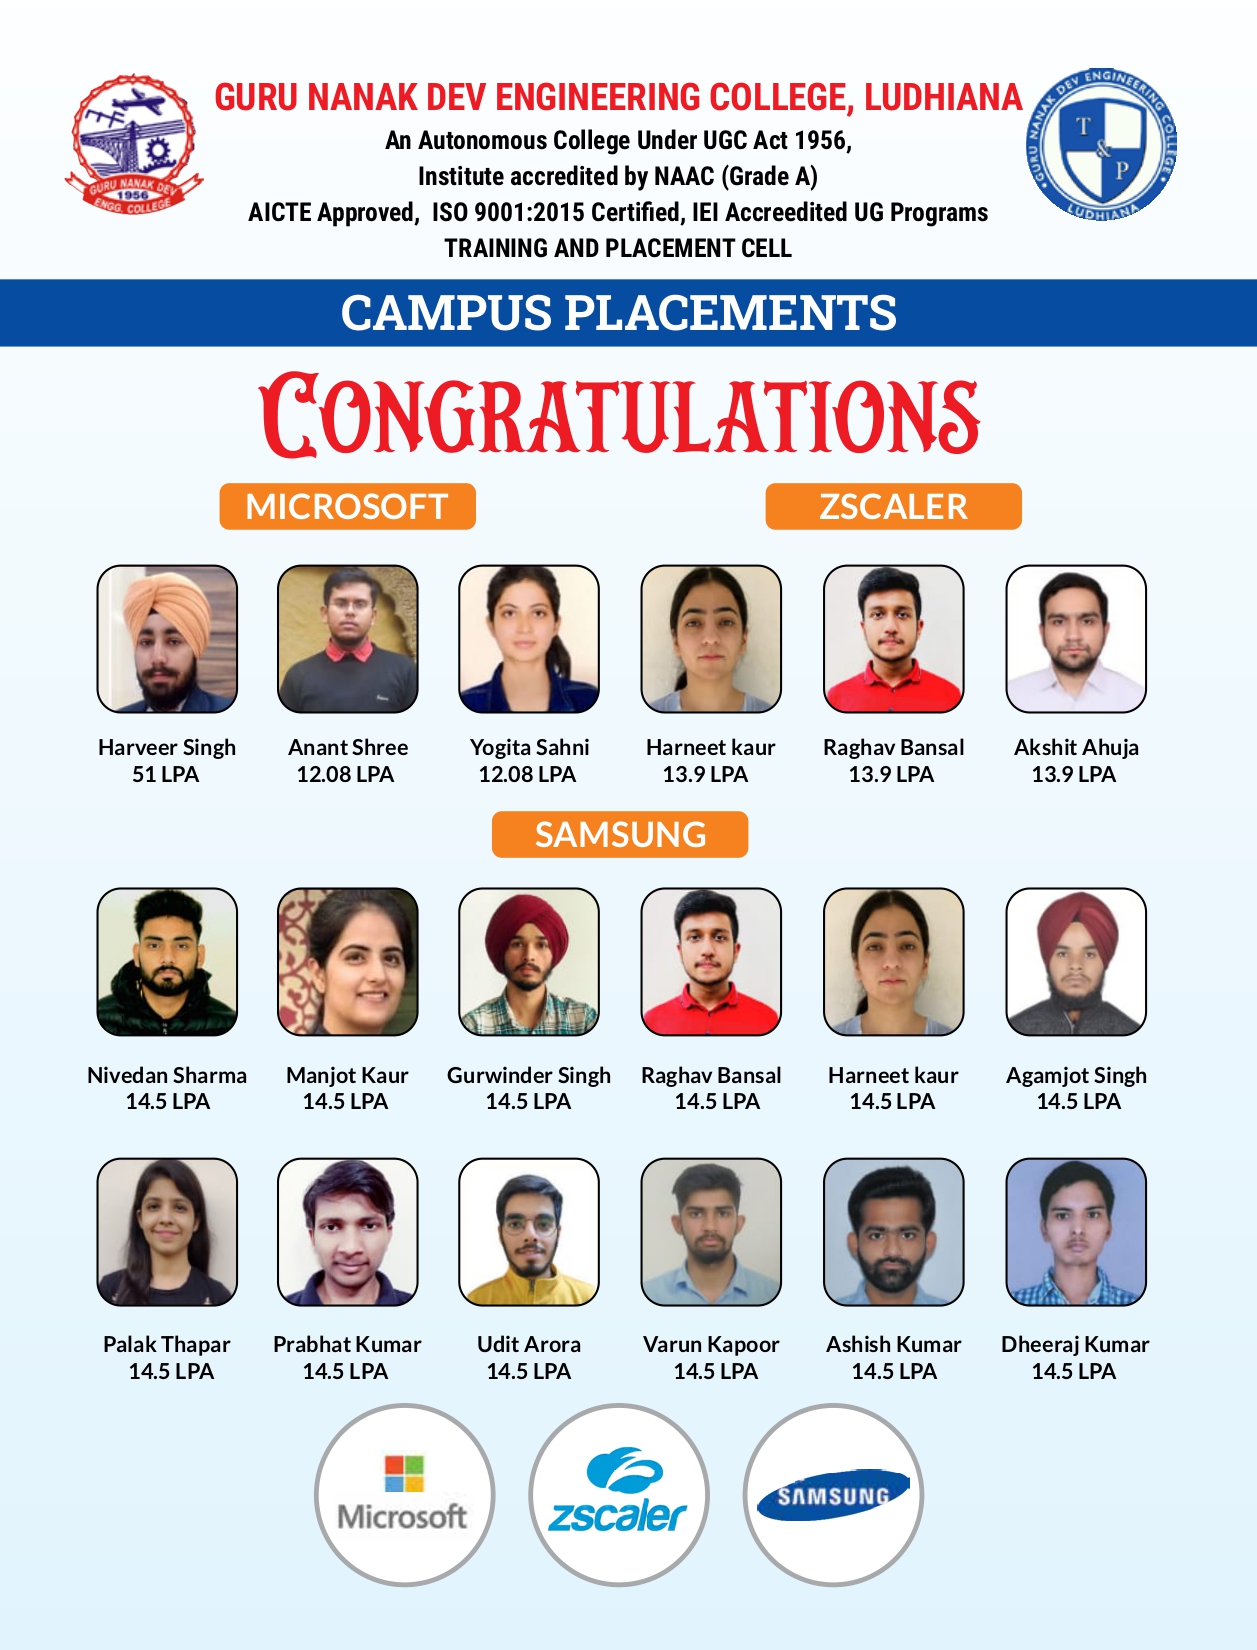 GURU NANAK DEV ENGINEERING COLLEGE, LUDHIANA
An Autonomous College Under UGC Act 1956,
Institute accredited by NAAC (Grade A)
AICTE Approved, ISO 9001:2015 Certified, IEI Accreedited UG Programs
TRAINING AND PLACEMENT CELL
GURU NANAK DEV
1956
ENGG. COLLEGE
GURU NANAK DEV ENGINEERING COLLEGE
T & P
LUDHIANA
CAMPUS PLACEMENTS
CONGRATULATIONS
MICROSOFT ZSCALER
Harveer Singh Anant Shree Yogita Sahni Harneet kaur Raghav Bansal Akshit Ahuja
51 LPA 12.08 LPA 12.08 LPA 13.9 LPA 13.9 LPA 13.9 LPA
SAMSUNG
Nivedan Sharma Manjot Kaur Gurwinder Singh Raghav Bansal Harneet kaur Agamjot Singh
14.5 LPA 14.5 LPA 14.5 LPA 14.5 LPA 14.5 LPA 14.5 LPA
Palak Thapar Prabhat Kumar Udit Arora Varun Kapoor Ashish Kumar Dheeraj Kumar
14.5 LPA 14.5 LPA 14.5 LPA 14.5 LPA 14.5 LPA 14.5 LPA
Microsoft zscaler SAMSUNG